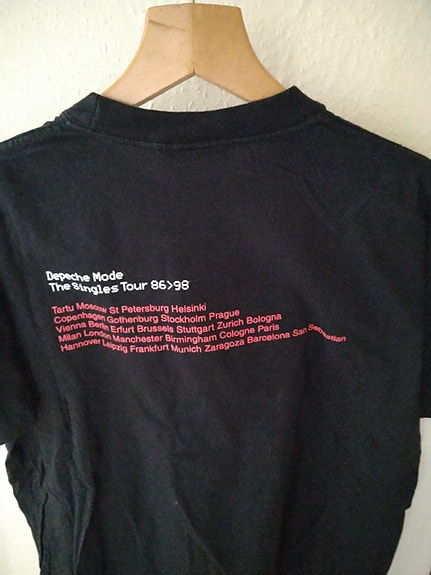 Depeche Mode
The Singles Tour 86>98
Tartu Moscow St Petersburg Helsinki
Copenhagen Gothenburg Stockholm Prague
Vienna Berlin Erfurt Brussels Stuttgart Zurich Bologna
Milan London Manchester Birmingham Cologne Paris
Hannover Leipzig Frankfurt Munich Zaragoza Barcelona San Sebastian